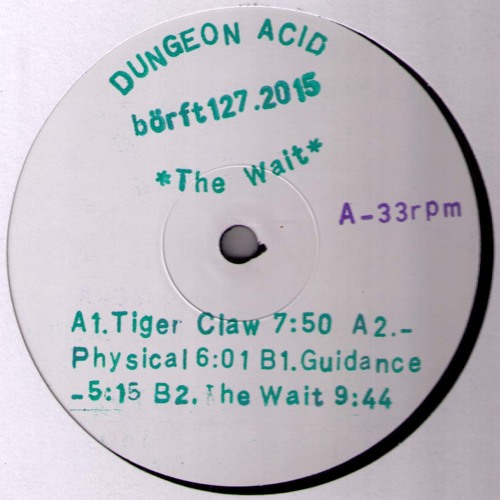 DUNGEON ACID
börft127.2015
*The Wait*
A-33rpm
A1.Tiger Claw 7:50 A2.-
Physical 6:01 B1.Guidance
-5:15 B2. The Wait 9:44